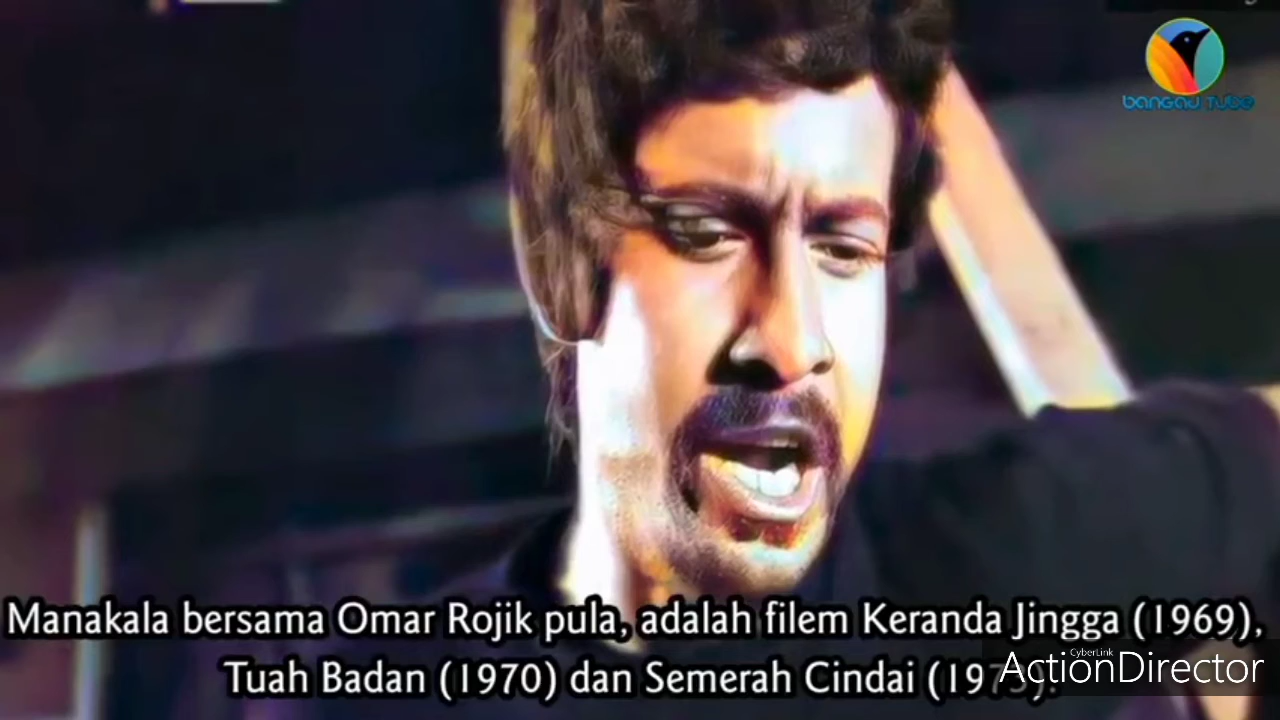 BANGAU TUBE
Manakala bersama Omar Rojik pula, adalah filem Keranda Jingga (1969),
Tuah Badan (1970) dan Semerah Cindai (19
CyberLink
ActionDirector